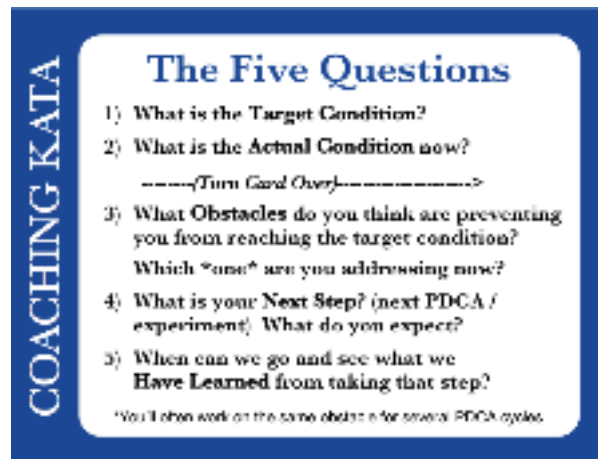 COACHING KATA
The Five Questions
1) What is the Target Condition?
2) What is the Actual Condition now?
--------(Turn Card Over)--------------------->
3) What Obstacles do you think are preventing
you from reaching the target condition?
Which *one* are you addressing now?
4) What is your Next Step? (next PDCA /
experiment) What do you expect?
5) When can we go and see what we
Have Learned from taking that step?
*You'll often work on the same obstacle for several PDCA cycles